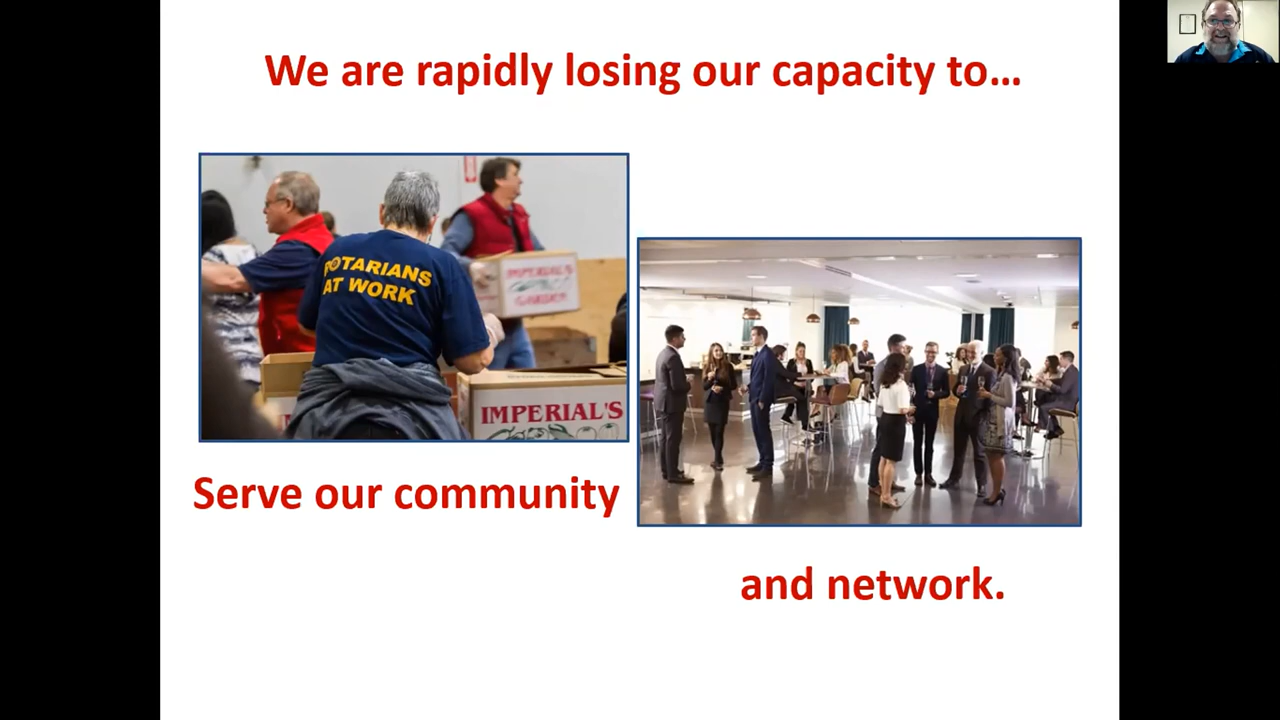 We are rapidly losing our capacity to...
ROTARIANS
AT WORK
IMPERIAL'S
IMPERIAL'S
Serve our community
and network.